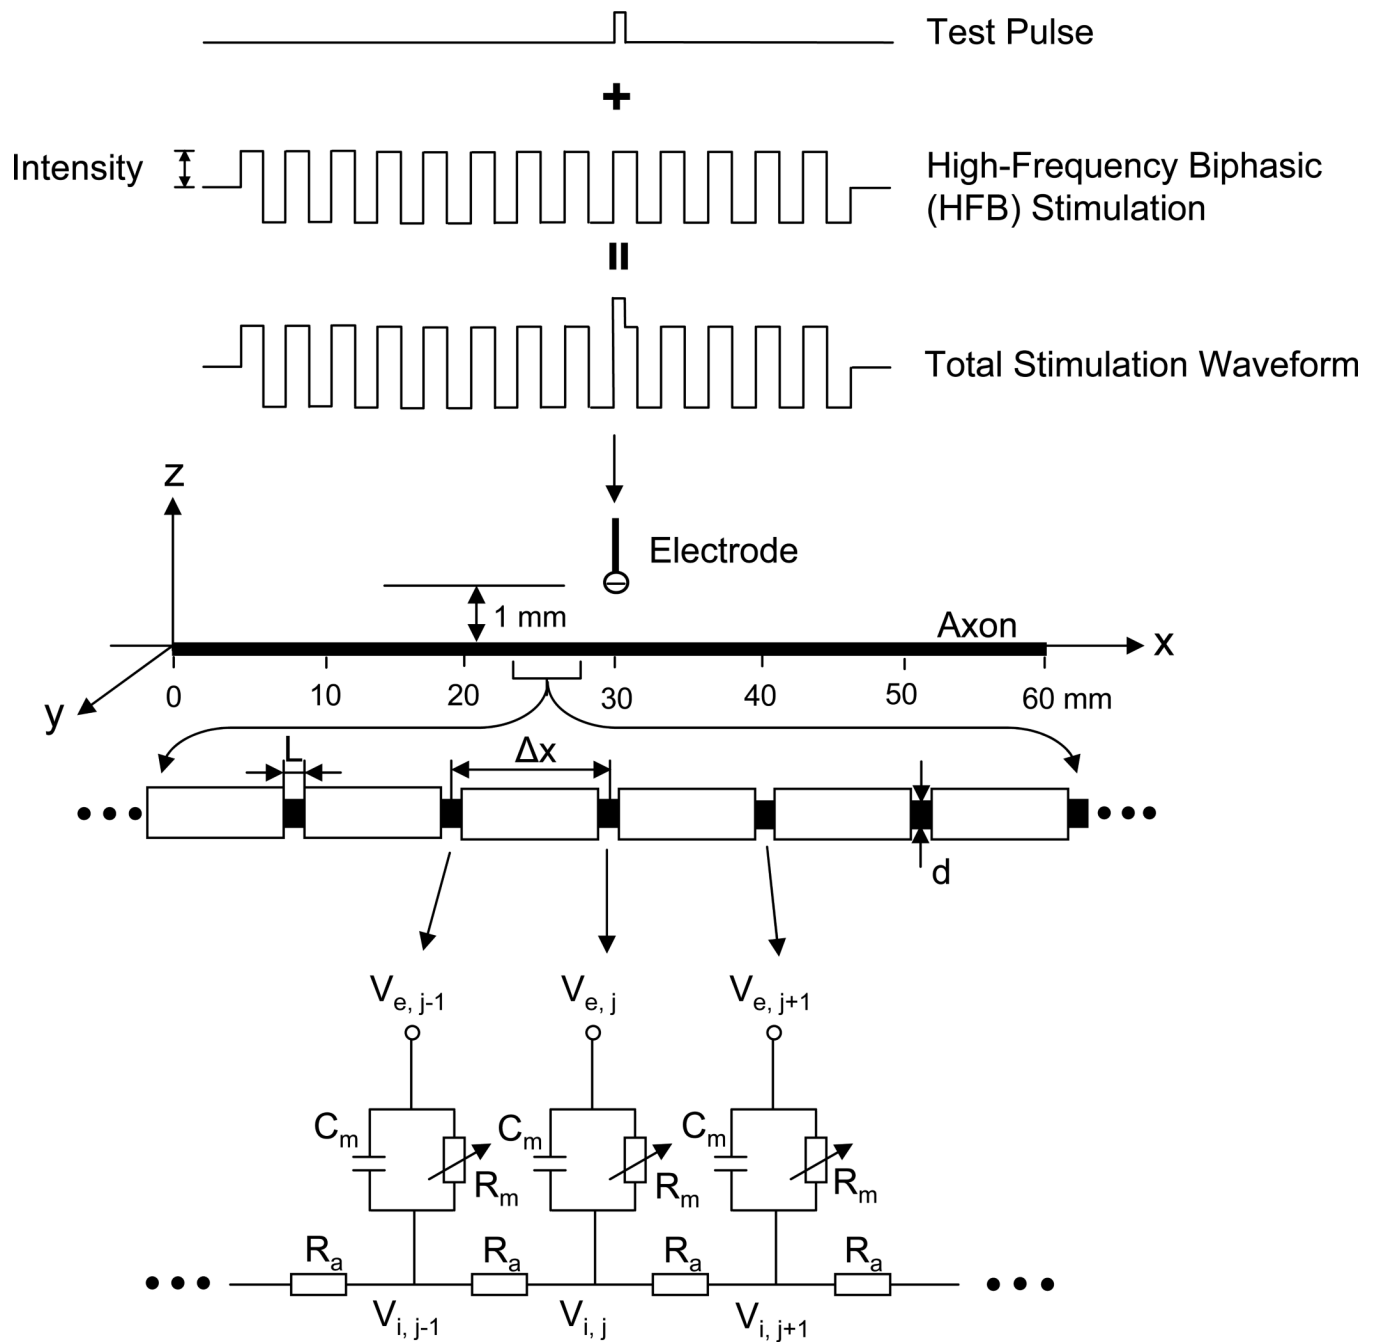 Test Pulse
+
Intensity
High-Frequency Biphasic
(HFB) Stimulation
=
Total Stimulation Waveform
z
Electrode
1 mm
Axon
x
y
0 10 20 30 40 50 60 mm
L
Δx
d
Ve, j-1 Ve, j Ve, j+1
Cm Rm Cm Rm Cm Rm
Ra Ra Ra Ra
Vi, j-1 Vi, j Vi, j+1